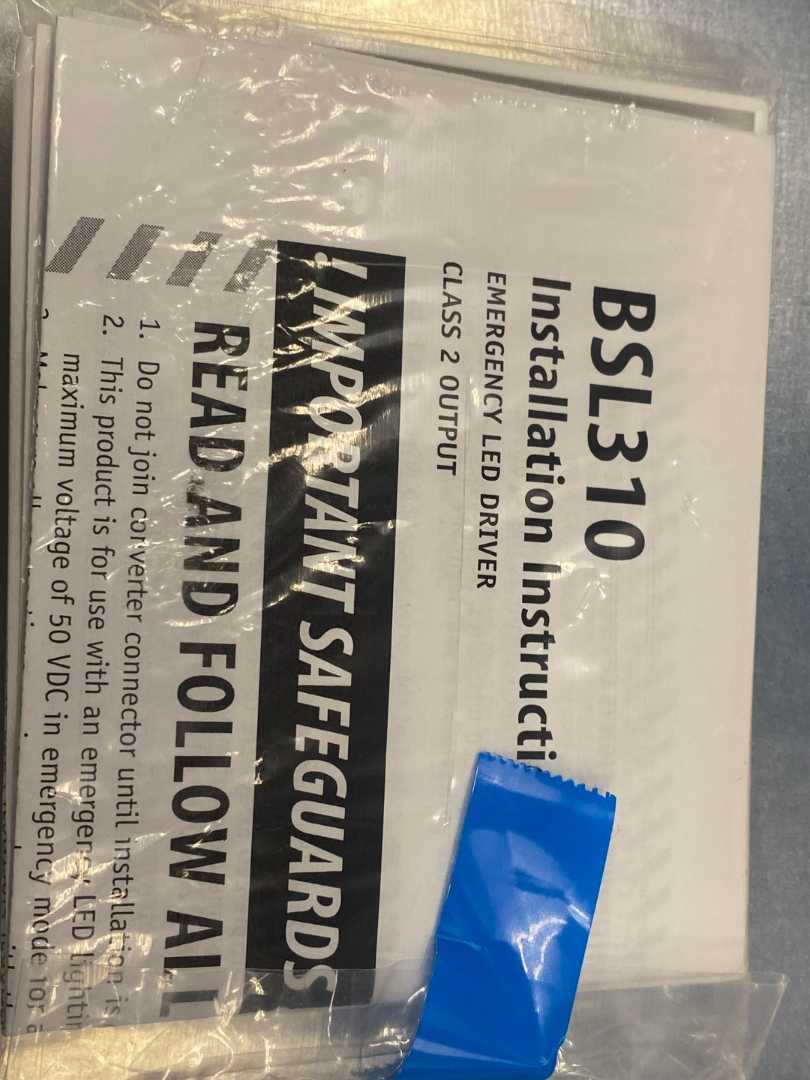 BSL310
Installation Instructi
EMERGENCY LED DRIVER
CLASS 2 OUTPUT
! IMPORTANT SAFEGUARDS
READ AND FOLLOW ALL
1. Do not join converter connector until installation is
2. This product is for use with an emergency LED lightin
maximum voltage of 50 VDC in emergency mode for a